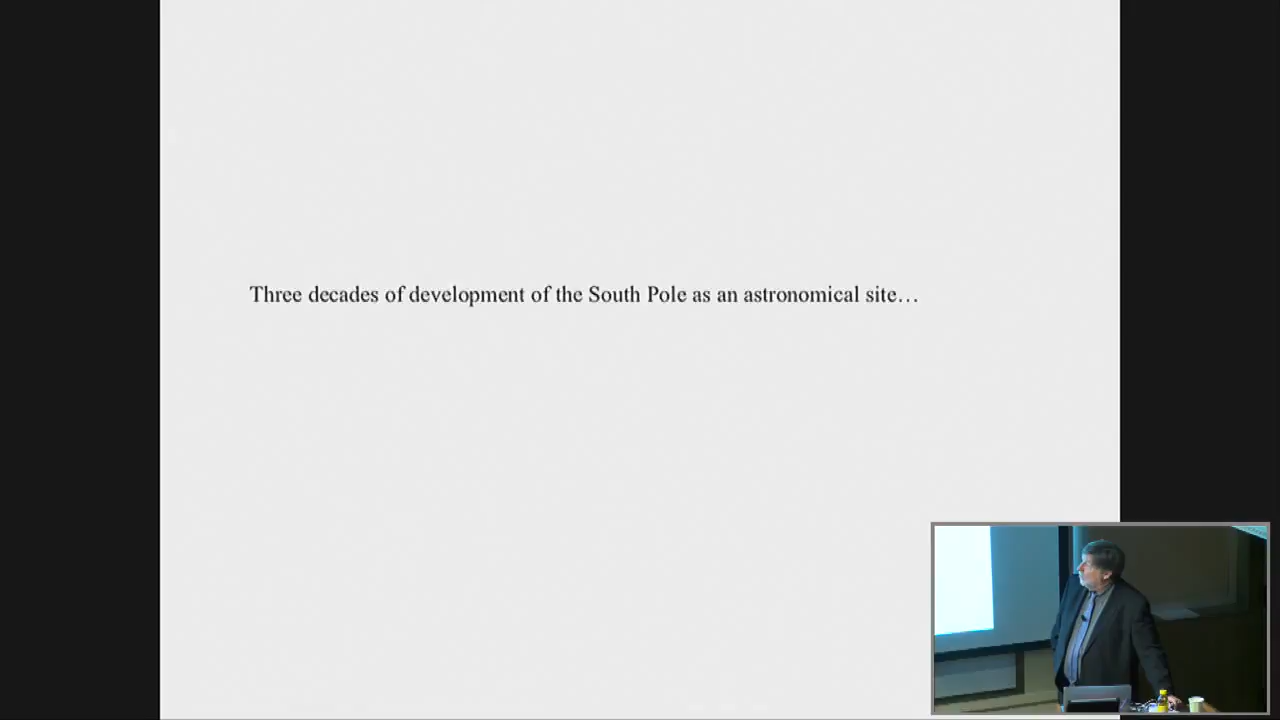 Three decades of development of the South Pole as an astronomical site…